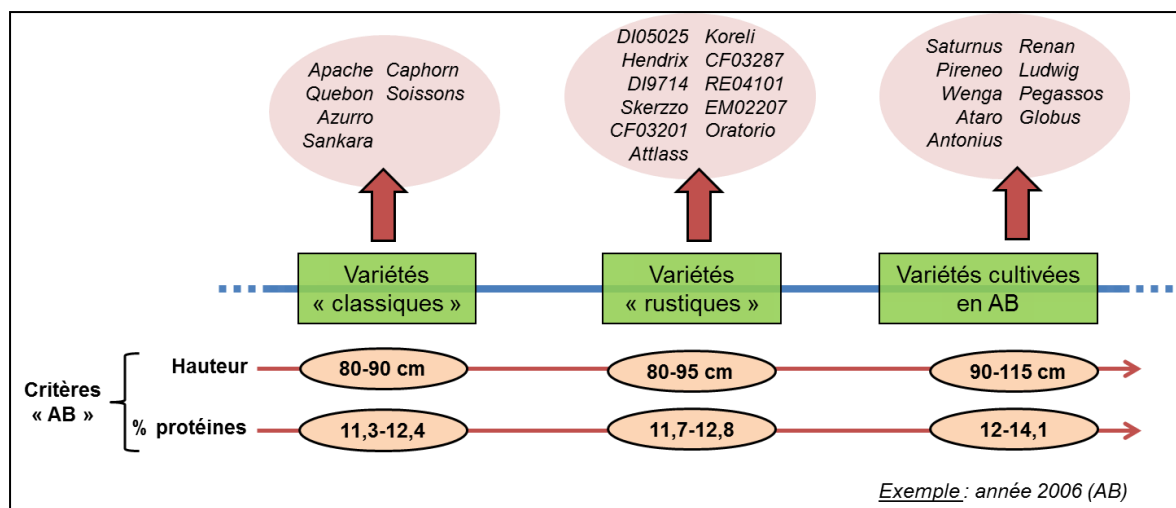 Apache Caphorn
Quebon Soissons
Azurro
Sankara
DI05025 Koreli
Hendrix CF03287
DI9714 RE04101
Skerzzo EM02207
CF03201 Oratorio
Attlass
Saturnus Renan
Pireneo Ludwig
Wenga Pegassos
Ataro Globus
Antonius
Variétés
« classiques »
Variétés
« rustiques »
Variétés cultivées
en AB
Critères
« AB »
Hauteur
80-90 cm
80-95 cm
90-115 cm
% protéines
11,3-12,4
11,7-12,8
12-14,1
Exemple : année 2006 (AB)